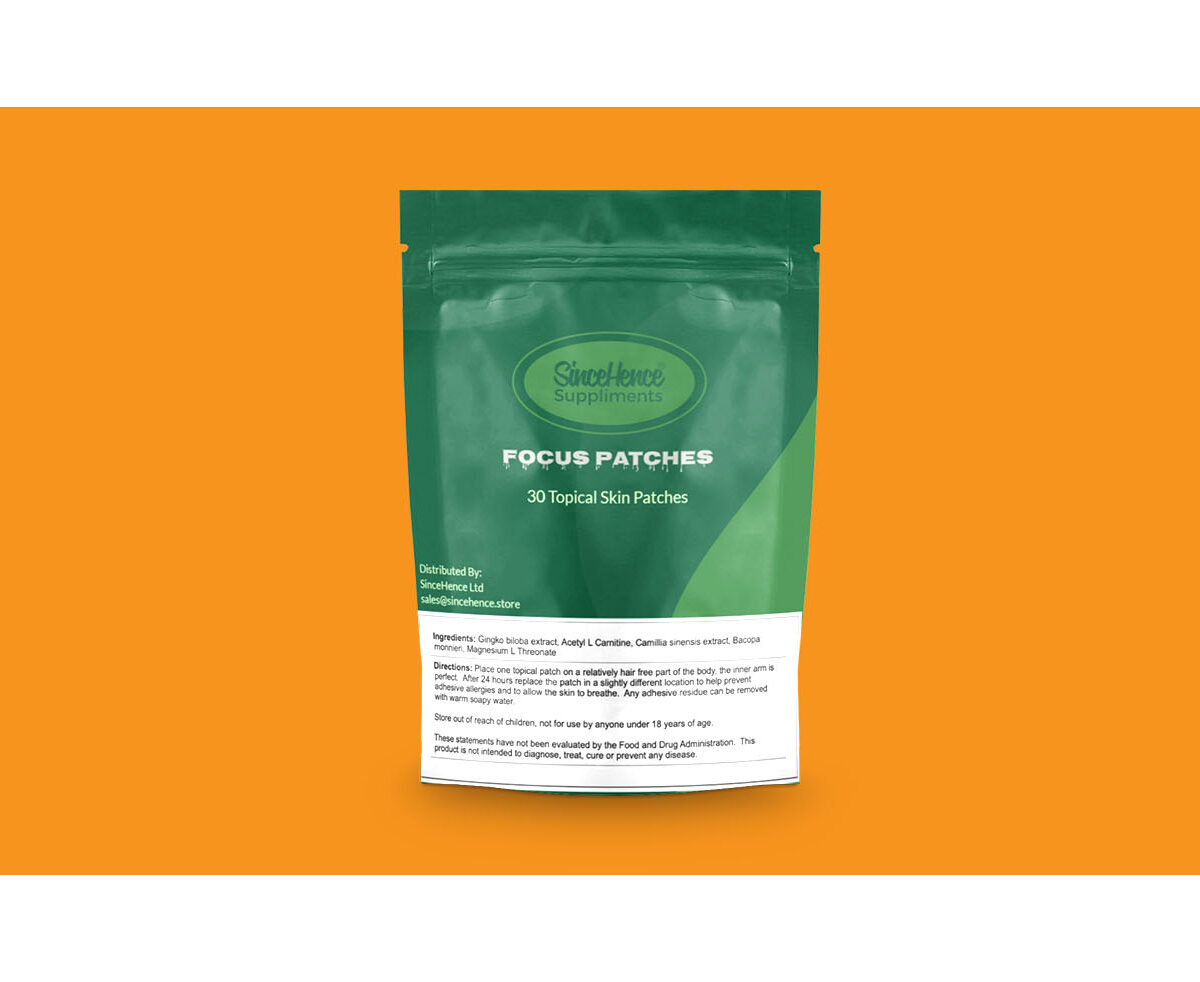 SinceHence®
Suppliments
FOCUS PATCHES
30 Topical Skin Patches
Distributed By:
SinceHence Ltd
sales@sincehence.store
Ingredients: Gingko biloba extract, Acetyl L Carnitine, Camillia sinensis extract, Bacopa
monnieri, Magnesium L Threonate
Directions: Place one topical patch on a relatively hair free part of the body, the inner arm is
perfect. After 24 hours replace the patch in a slightly different location to help prevent
adhesive allergies and to allow the skin to breathe. Any adhesive residue can be removed
with warm soapy water.
Store out of reach of children, not for use by anyone under 18 years of age.
These statements have not been evaluated by the Food and Drug Administration. This
product is not intended to diagnose, treat, cure or prevent any disease.